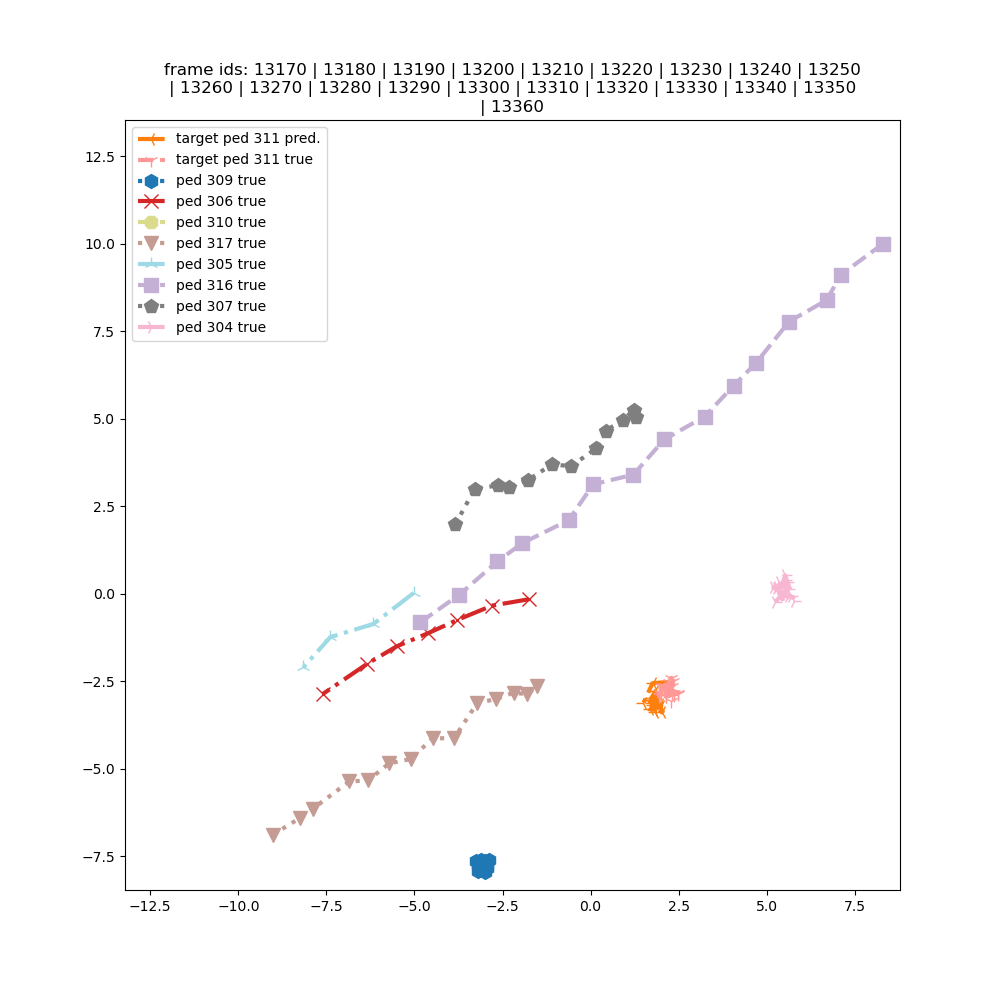 frame ids: 13170 | 13180 | 13190 | 13200 | 13210 | 13220 | 13230 | 13240 | 13250
| 13260 | 13270 | 13280 | 13290 | 13300 | 13310 | 13320 | 13330 | 13340 | 13350
| 13360
target ped 311 pred.
target ped 311 true
ped 309 true
ped 306 true
ped 310 true
ped 317 true
ped 305 true
ped 316 true
ped 307 true
ped 304 true
12.5
10.0
7.5
5.0
2.5
0.0
−2.5
−5.0
−7.5
−12.5 −10.0 −7.5 −5.0 −2.5 0.0 2.5 5.0 7.5